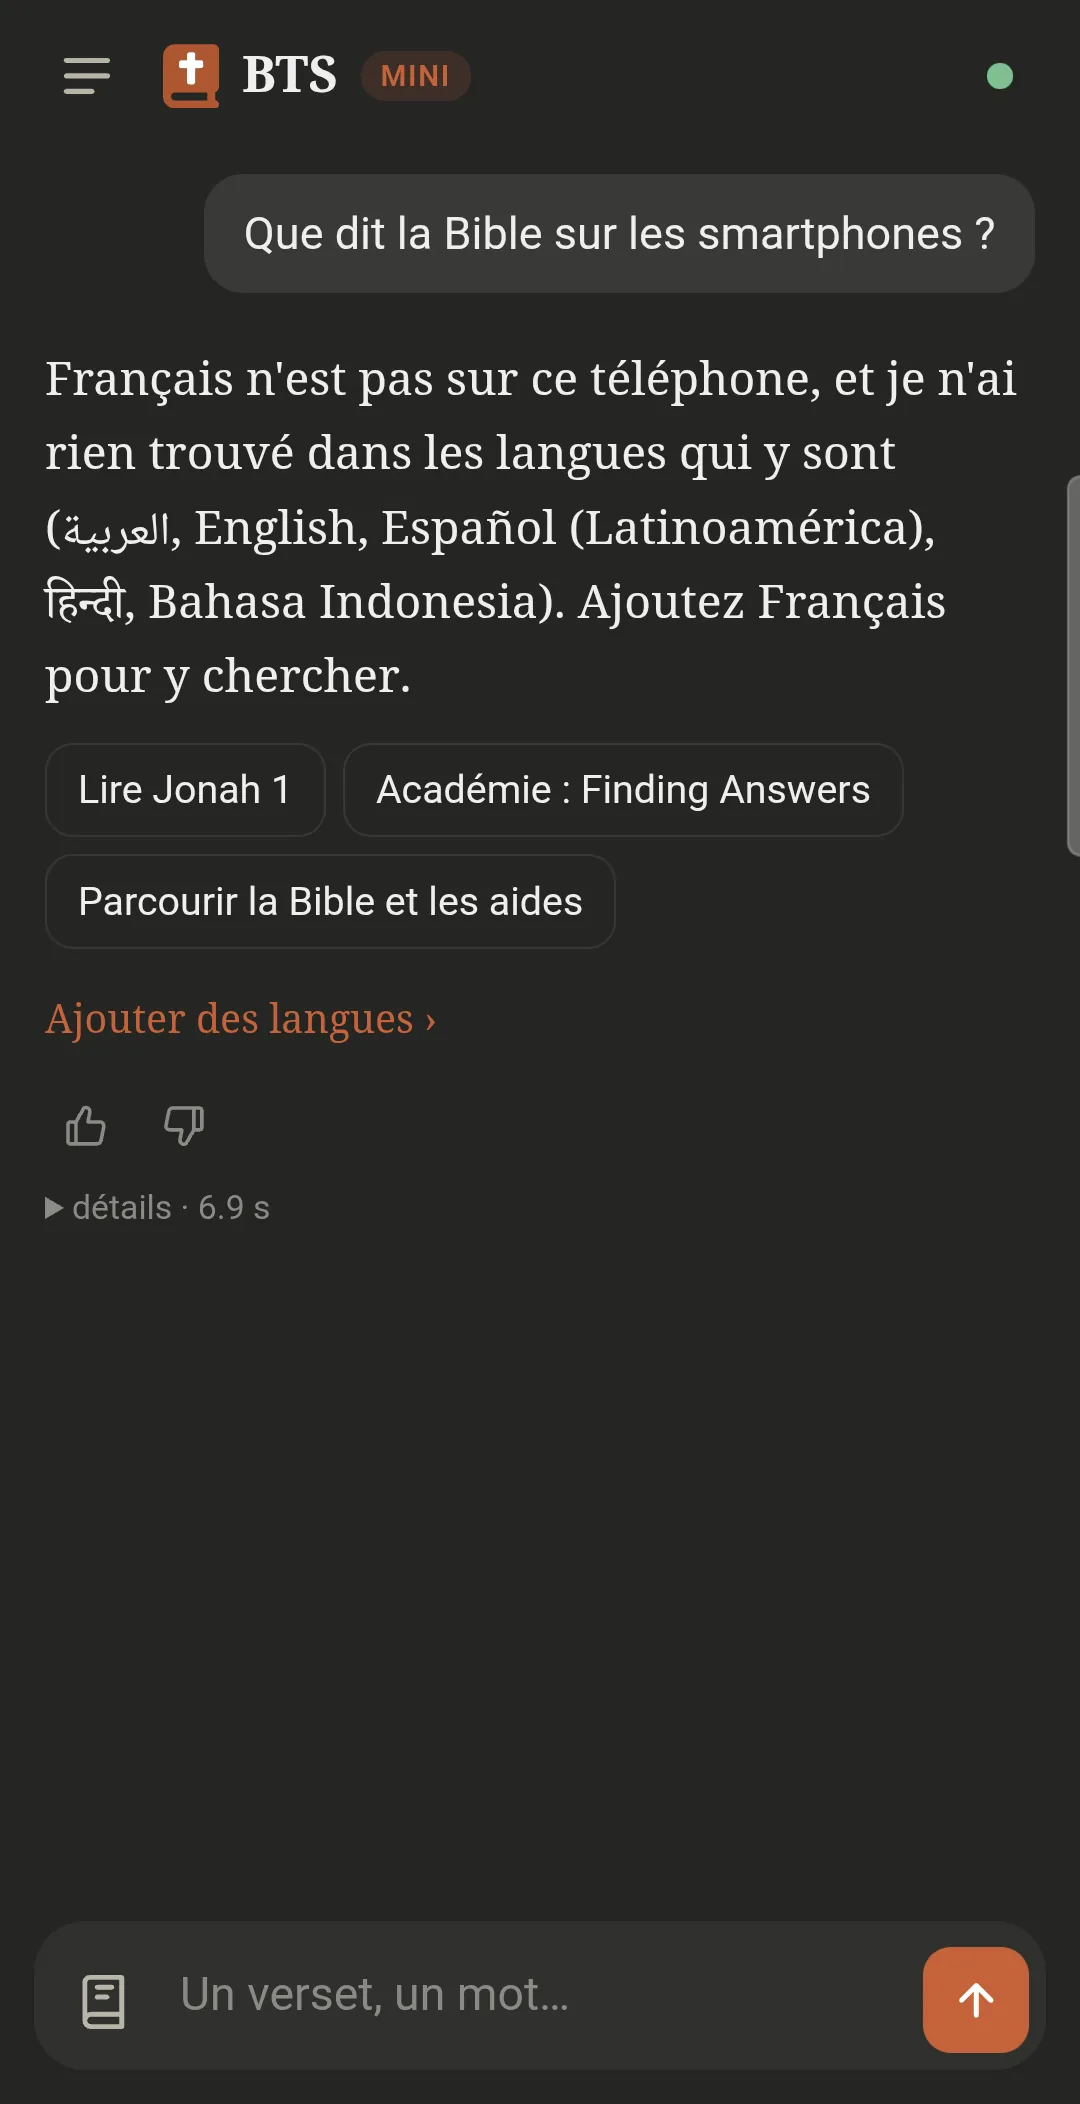 BTS MINI
Que dit la Bible sur les smartphones ?
Français n'est pas sur ce téléphone, et je n'ai
rien trouvé dans les langues qui y sont
(العربية, English, Español (Latinoamérica),
हिन्दी, Bahasa Indonesia). Ajoutez Français
pour y chercher.
Lire Jonah 1 Académie : Finding Answers
Parcourir la Bible et les aides
Ajouter des langues ›
détails · 6.9 s
Un verset, un mot…